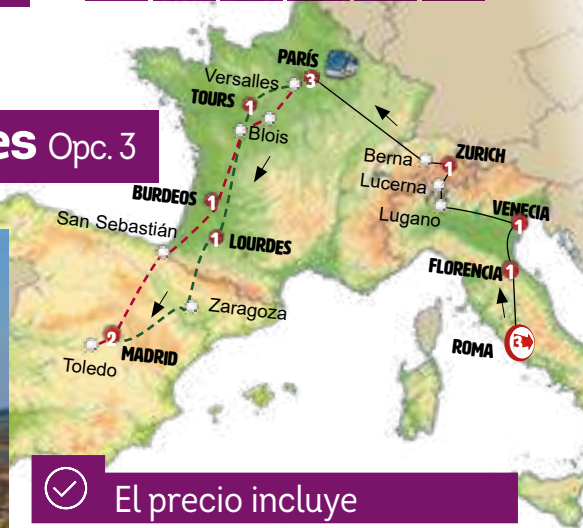 PARÍS
3
Versalles
TOURS
1
Blois
es Opc. 3
Berna
ZURICH
1
Lucerna
Lugano
BURDEOS
1
VENECIA
1
San Sebastián
1
LOURDES
FLORENCIA
1
Zaragoza
ROMA
3
2
MADRID
Toledo
El precio incluye